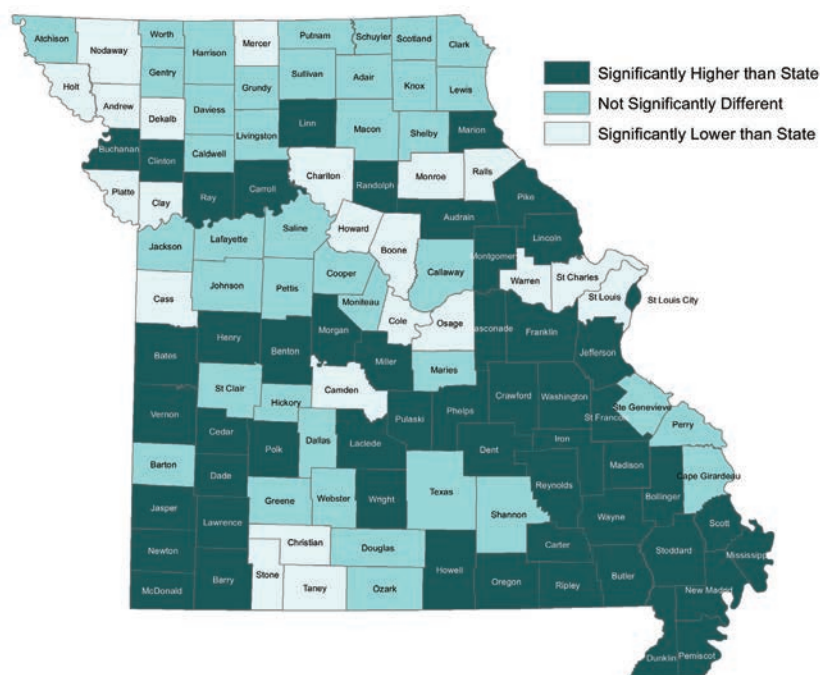 Atchison
Nodaway
Worth
Harrison
Mercer
Putnam
Schuyler
Scotland
Clark
Holt
Andrew
Gentry
Dekalb
Daviess
Grundy
Sullivan
Adair
Knox
Lewis
Livingston
Linn
Macon
Shelby
Marion
Buchanan
Clinton
Caldwell
Platte
Clay
Ray
Carroll
Chariton
Randolph
Monroe
Ralls
Pike
Audrain
Lincoln
Jackson
Lafayette
Saline
Howard
Boone
Callaway
Montgomer
Warren
St Charles
St Louis
St Louis City
Cass
Johnson
Pettis
Cooper
Moniteau
Cole
Osage
asconade
Franklin
Jefferson
Bates
Henry
Benton
Morgan
Miller
Maries
Camden
St Clair
Hickory
Vernon
Cedar
Polk
Dallas
Laclede
Pulaski
Phelps
Crawford
Washington
St Francoi
Ste Genevieve
Perry
Iron
Dent
Barton
Dade
Greene
Webster
Wright
Texas
Shannon
Reynolds
Madison
Bollinger
Cape Girardeau
Jasper
Lawrence
Christian
Douglas
Wayne
Scott
Stoddard
Mississipp
Newton
McDonald
Barry
Stone
Taney
Ozark
Howell
Oregon
Carter
Ripley
Butler
New Madrid
Dunklin
Pemiscot
Significantly Higher than State
Not Significantly Different
Significantly Lower than State